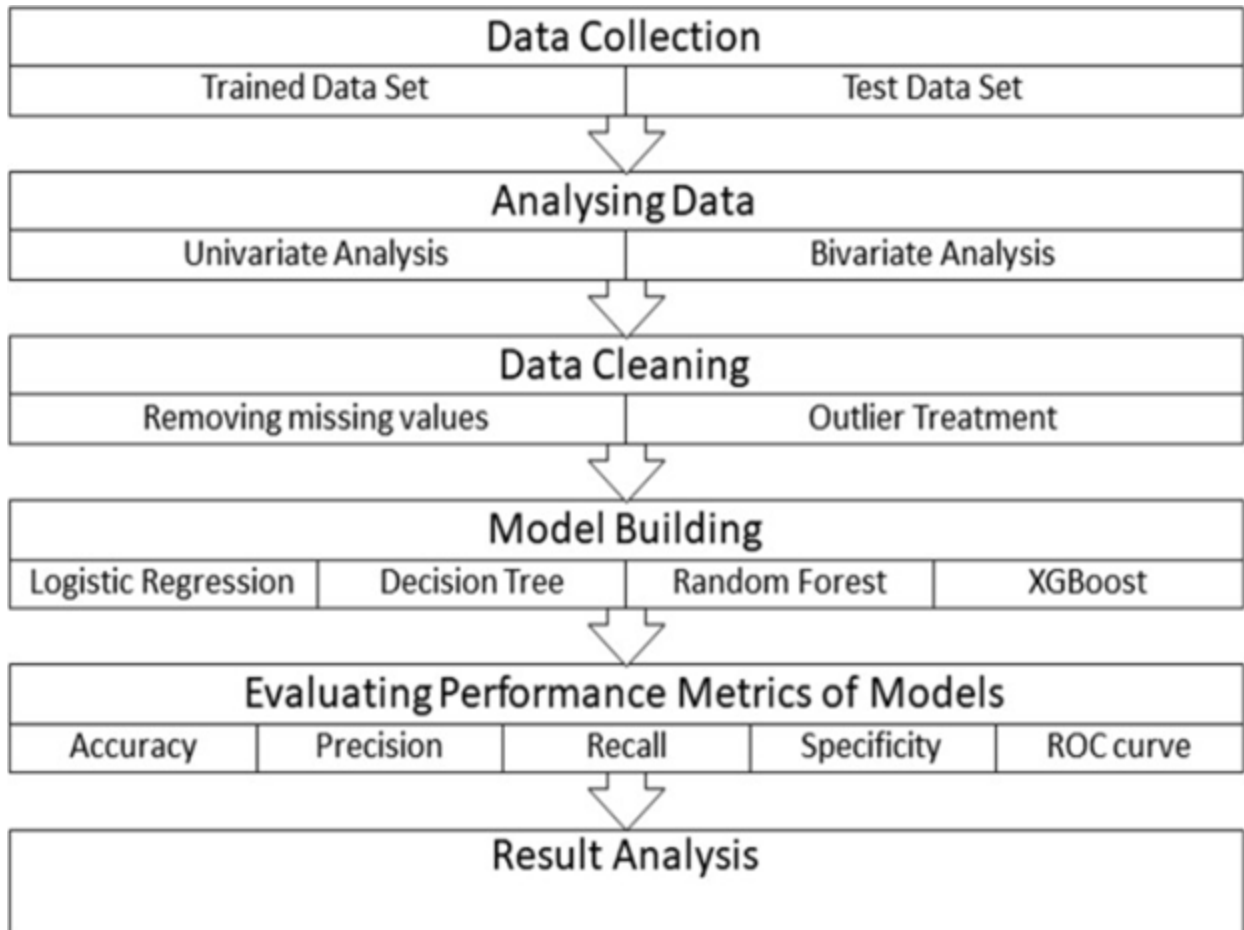 Data Collection
Trained Data Set
Test Data Set
Analysing Data
Univariate Analysis
Bivariate Analysis
Data Cleaning
Removing missing values
Outlier Treatment
Model Building
Logistic Regression
Decision Tree
Random Forest
XGBoost
Evaluating Performance Metrics of Models
Accuracy
Precision
Recall
Specificity
ROC curve
Result Analysis